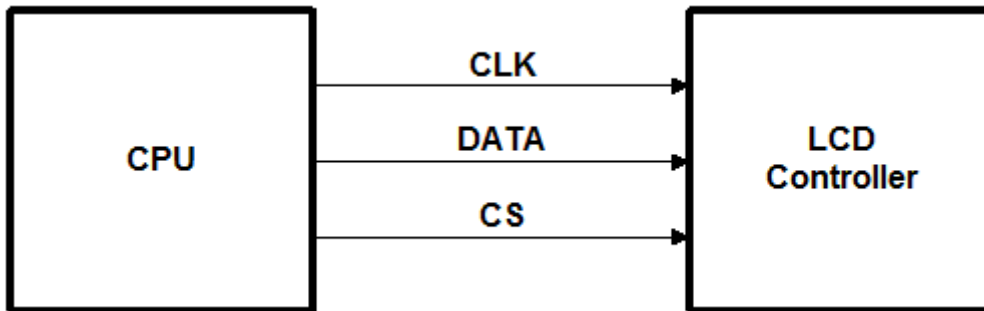 CPU
CLK
DATA
CS
LCD
Controller